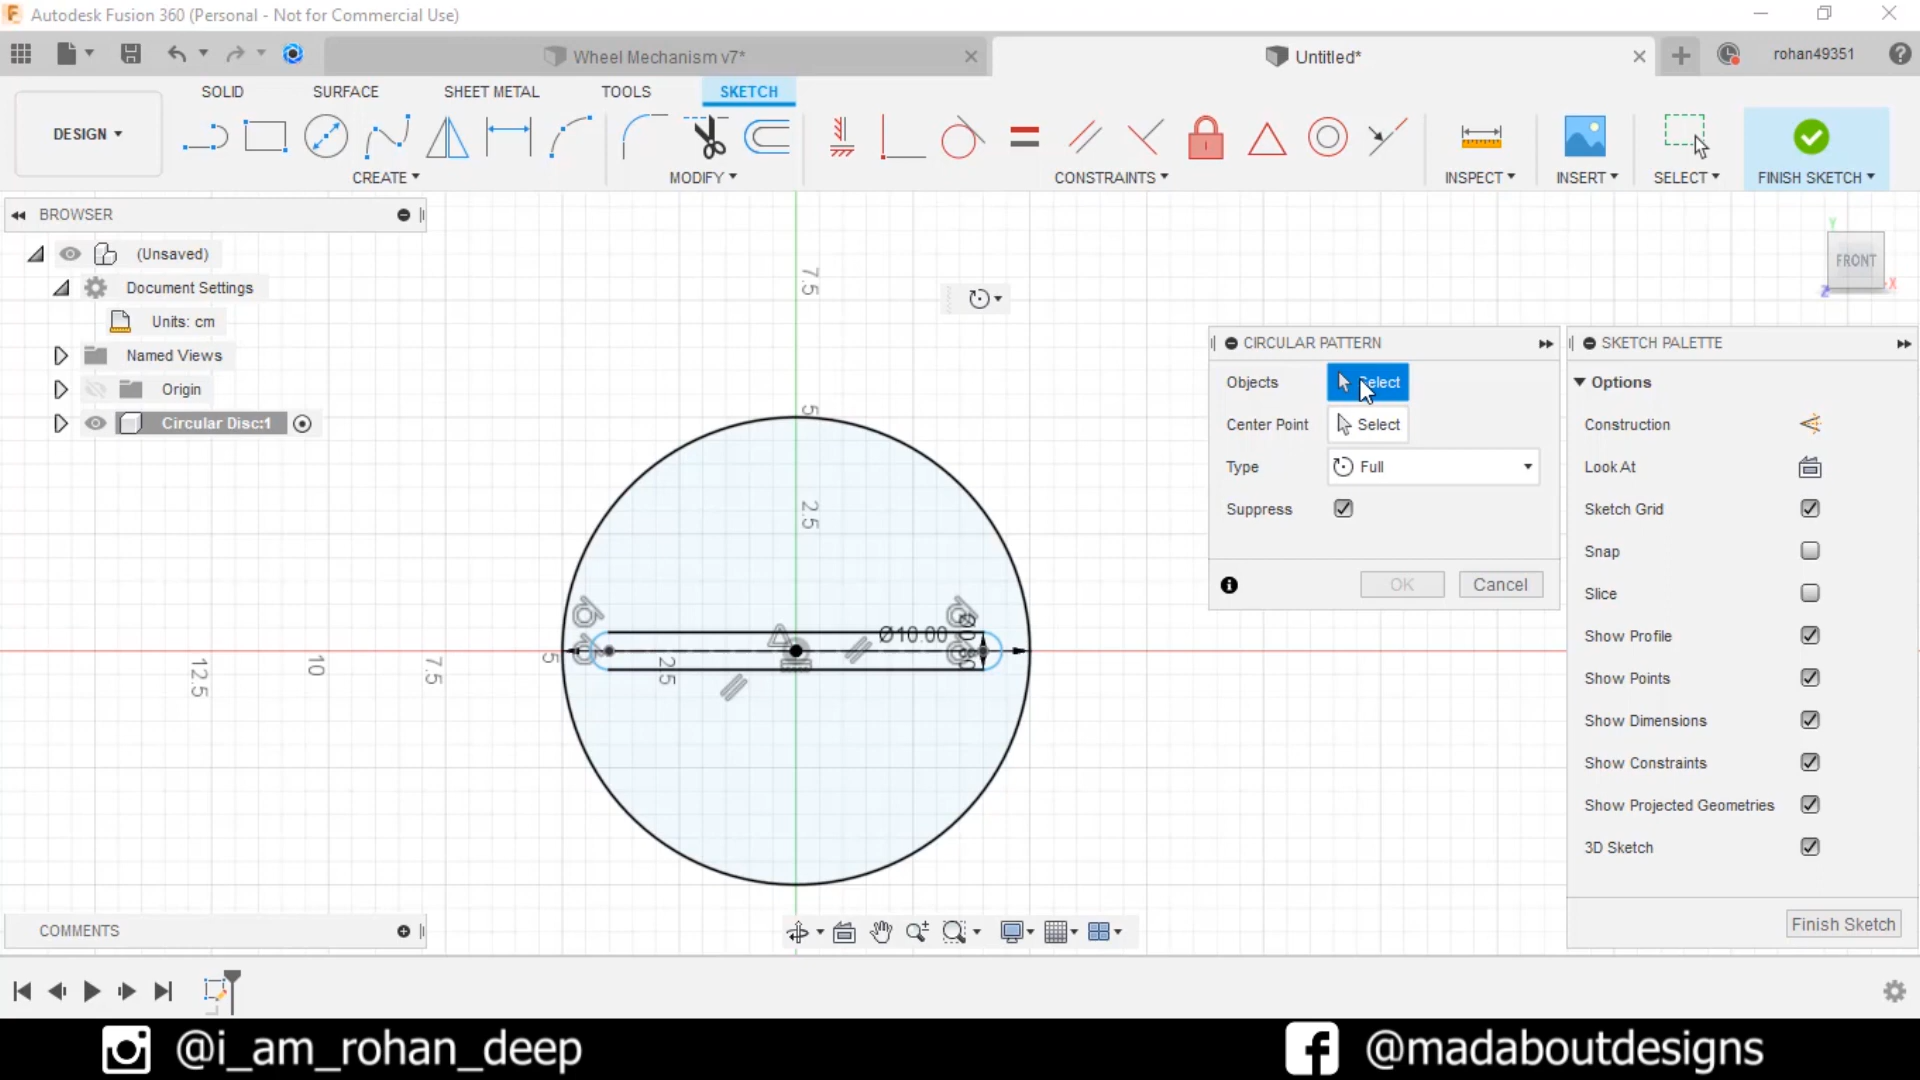 Autodesk Fusion 360 (Personal - Not for Commercial Use)
Wheel Mechanism v7*
Untitled*
rohan49351
SOLID
SURFACE
SHEET METAL
TOOLS
SKETCH
DESIGN
CREATE
MODIFY
CONSTRAINTS
INSPECT
INSERT
SELECT
FINISH SKETCH
BROWSER
(Unsaved)
Document Settings
Units: cm
Named Views
Origin
Circular Disc:1
Y
FRONT
X
Z
7.5
5
2.5
Ø10.00
12.5
10
7.5
5
2.5
CIRCULAR PATTERN
Objects
Select
Center Point
Select
Type
Full
Suppress
OK
Cancel
SKETCH PALETTE
Options
Construction
Look At
Sketch Grid
Snap
Slice
Show Profile
Show Points
Show Dimensions
Show Constraints
Show Projected Geometries
3D Sketch
Finish Sketch
COMMENTS
@i_am_rohan_deep
@madaboutdesigns